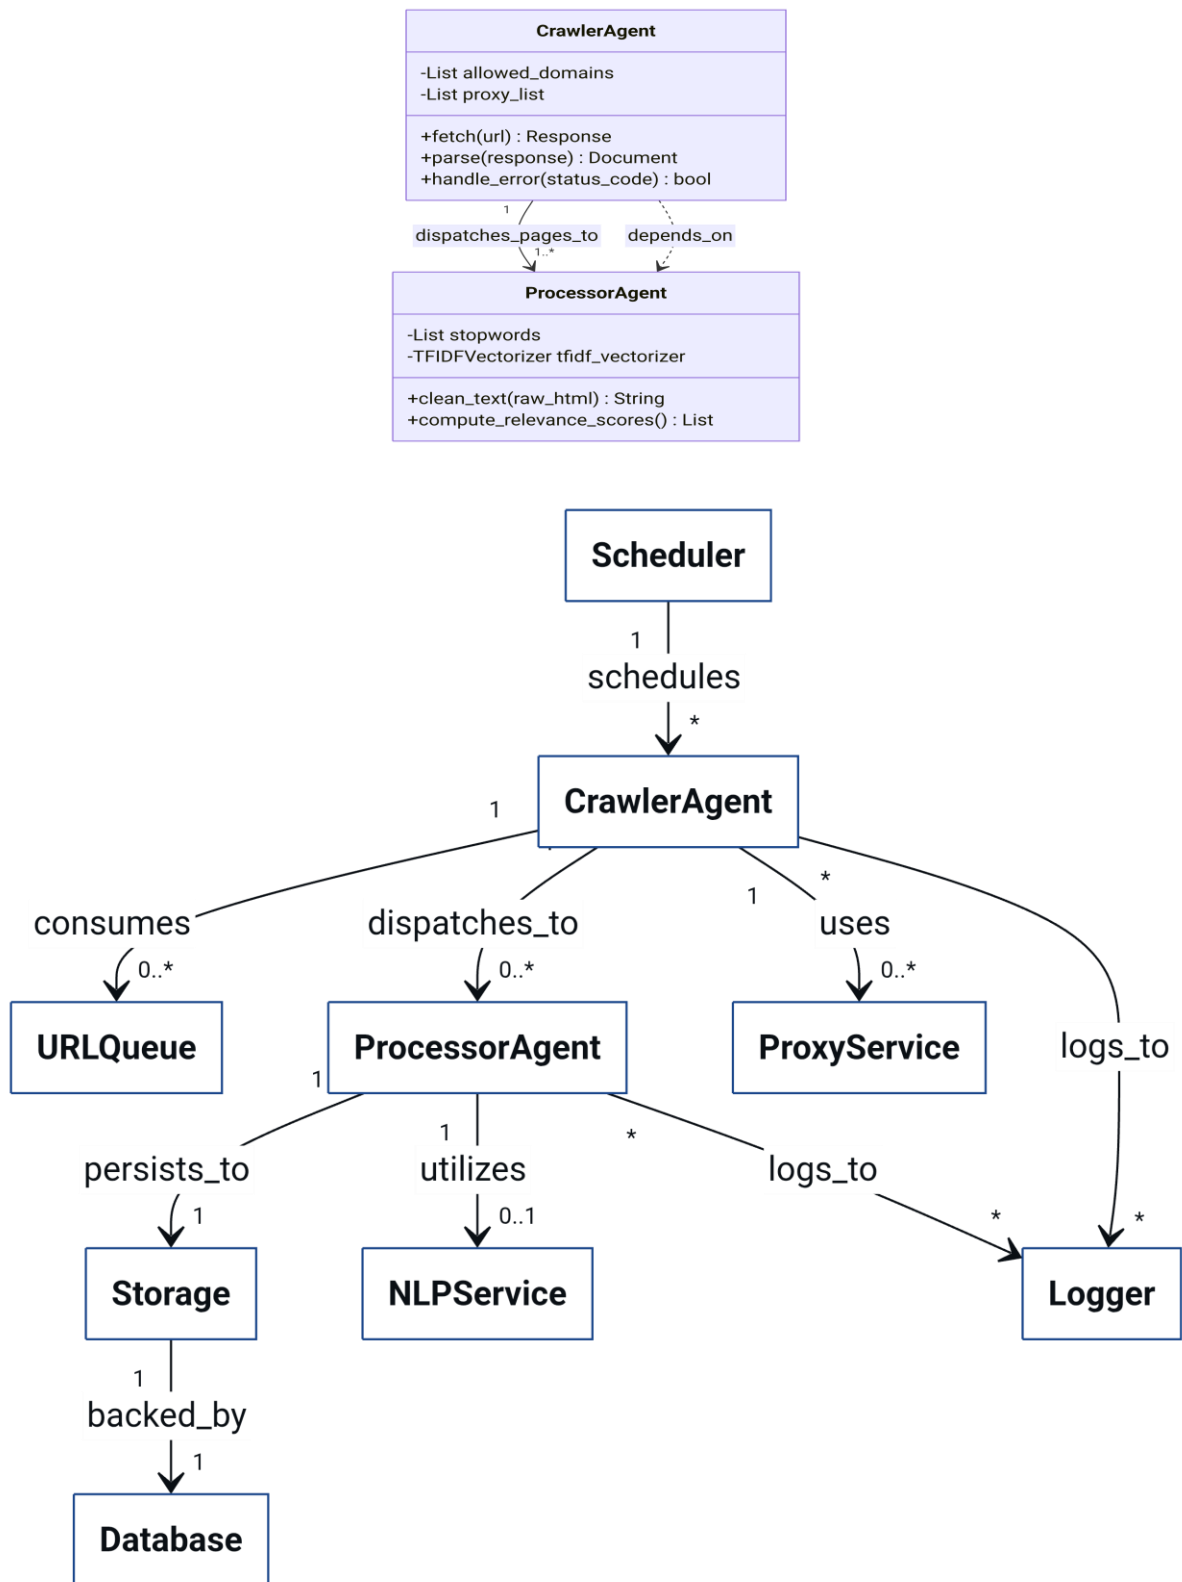 CrawlerAgent
-List allowed_domains
-List proxy_list
+fetch(url) : Response
+parse(response) : Document
+handle_error(status_code) : bool
1
dispatches_pages_to
depends_on
1..*
ProcessorAgent
-List stopwords
-TFIDFVectorizer tfidf_vectorizer
+clean_text(raw_html) : String
+compute_relevance_scores() : List
Scheduler
1
schedules
*
CrawlerAgent
1
*
1
consumes
dispatches_to
uses
0..*
0..*
0..*
URLQueue
ProcessorAgent
ProxyService
logs_to
1
1
*
persists_to
utilizes
logs_to
1
0..1
*
*
Storage
NLPService
Logger
1
backed_by
1
Database